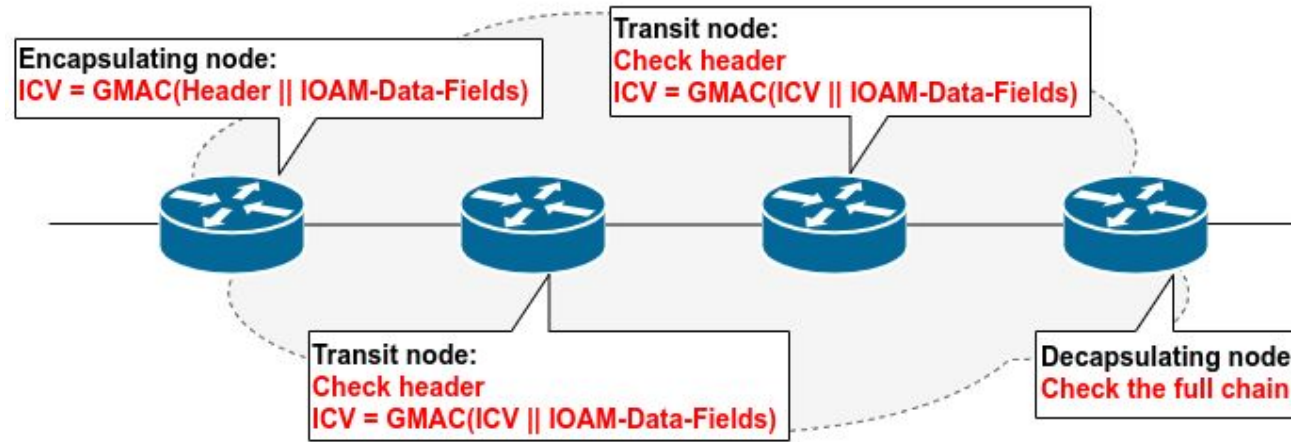 Encapsulating node:
ICV = GMAC(Header || IOAM-Data-Fields)
Transit node:
Check header
ICV = GMAC(ICV || IOAM-Data-Fields)
Transit node:
Check header
ICV = GMAC(ICV || IOAM-Data-Fields)
Decapsulating node
Check the full chain